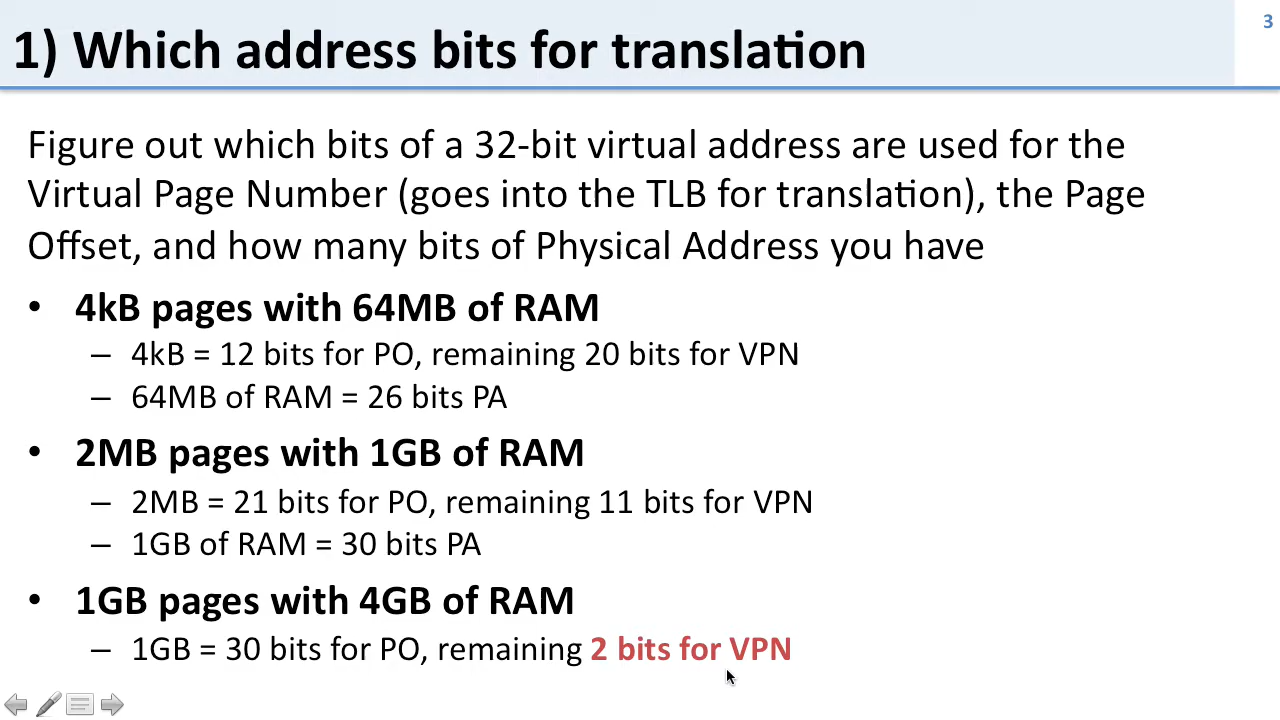 3
1) Which address bits for translation
Figure out which bits of a 32-bit virtual address are used for the
Virtual Page Number (goes into the TLB for translation), the Page
Offset, and how many bits of Physical Address you have
• 4kB pages with 64MB of RAM
– 4kB = 12 bits for PO, remaining 20 bits for VPN
– 64MB of RAM = 26 bits PA
• 2MB pages with 1GB of RAM
– 2MB = 21 bits for PO, remaining 11 bits for VPN
– 1GB of RAM = 30 bits PA
• 1GB pages with 4GB of RAM
– 1GB = 30 bits for PO, remaining 2 bits for VPN